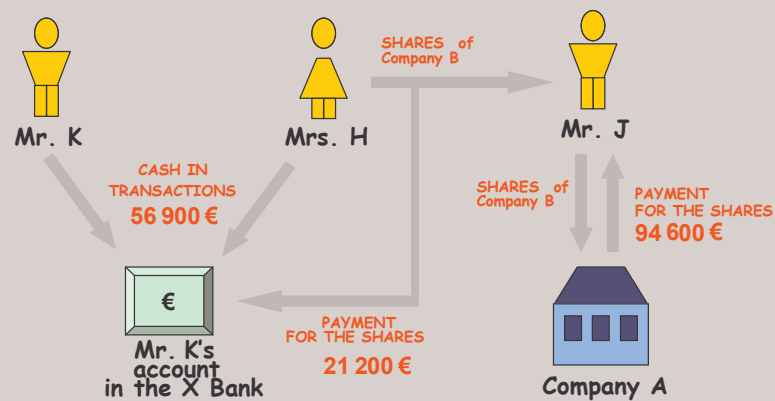 SHARES of
Company B
Mr. K
Mrs. H
Mr. J
CASH IN
TRANSACTIONS
56 900 €
SHARES of
Company B
PAYMENT
FOR THE SHARES
94 600 €
€
PAYMENT
FOR THE SHARES
21 200 €
Mr. K's
account
in the X Bank
Company A